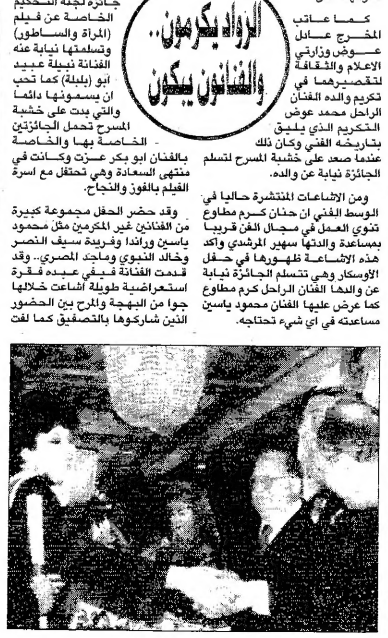 الرواد يكرمون..
والفنانون يبكون
كما عاتب
المخرج عادل
عوض وزارتي
الاعلام والثقافة
لتقصيرهما في
تكريم والده الفنان
الراحل محمد عوض
التكريم الذي يليق
بتاريخه الفني وكان ذلك
عندما صعد على خشبة المسرح لتسلم
الجائزة نيابة عن والده.
ومن الاشاعات المنتشرة حاليا في
الوسط الفني ان حنان كرم مطاوع
تنوي العمل في مجال الفن قريبا
بمساعدة والدتها سهير المرشدي واكد
هذه الاشاعة ظهورها في حفل
الأوسكار وهي تتسلم الجائزة نيابة
عن والدها الفنان الراحل كرم مطاوع
كما عرض عليها الفنان محمود ياسين
مساعدته في اي شيء تحتاجه.
جائزة لجنة التحكيم
الخاصة عن فيلم
(المرأة والساطور)
وتسلمتها نيابة عنه
الفنانة نبيلة عبيد
ابو (بلبلة) كما تحب
ان يسمونها دائما
والتي بدت على خشبة
المسرح تحمل الجائزتين
الخاصة بها والخاصة
بالفنان ابو بكر عزت وكانت في
منتهى السعادة وهي تحتفل مع اسرة
الفيلم بالفوز والنجاح.
وقد حضر الحفل مجموعة كبيرة
من الفنانين غير المكرمين مثل محمود
ياسين وراندا وفريدة سيف النصر
وخالد النبوي وماجد المصري.. وقد
قدمت الفنانة فيفي عبده فقرة
استعراضية طويلة أشاعت خلالها
جوا من البهجة والمرح بين الحضور
الذين شاركوها بالتصفيق كما لفت